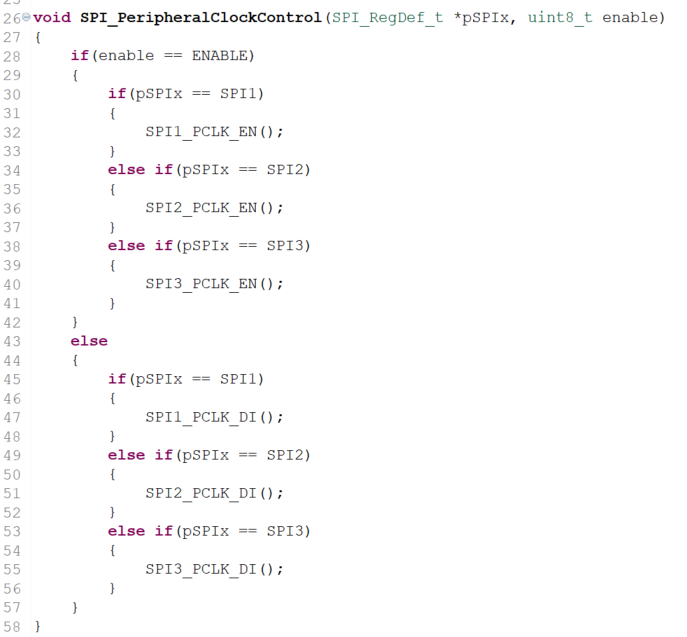 26 void SPI_PeripheralClockControl(SPI_RegDef_t *pSPIx, uint8_t enable)
27 {
28     if(enable == ENABLE)
29     {
30         if(pSPIx == SPI1)
31         {
32             SPI1_PCLK_EN();
33         }
34         else if(pSPIx == SPI2)
35         {
36             SPI2_PCLK_EN();
37         }
38         else if(pSPIx == SPI3)
39         {
40             SPI3_PCLK_EN();
41         }
42     }
43     else
44     {
45         if(pSPIx == SPI1)
46         {
47             SPI1_PCLK_DI();
48         }
49         else if(pSPIx == SPI2)
50         {
51             SPI2_PCLK_DI();
52         }
53         else if(pSPIx == SPI3)
54         {
55             SPI3_PCLK_DI();
56         }
57     }
58 }